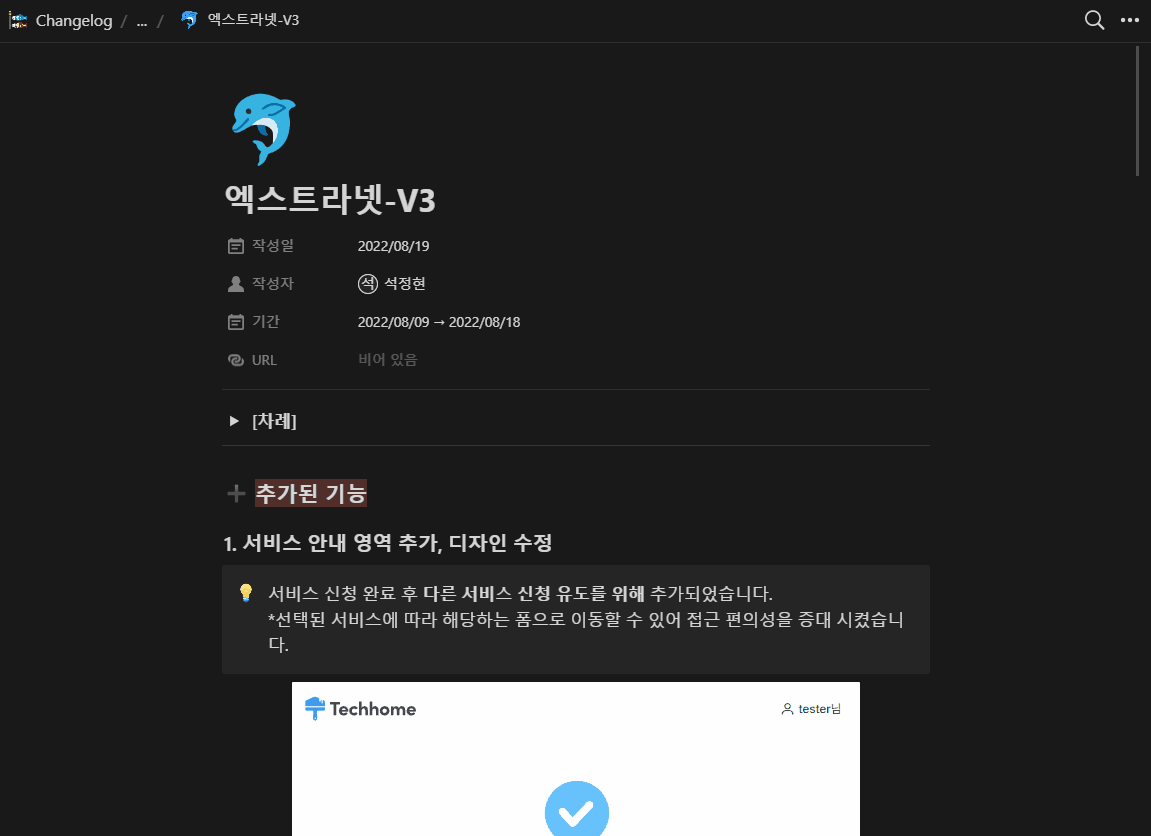 Changelog / ... / 엑스트라넷-V3
엑스트라넷-V3
작성일 2022/08/19
작성자 석 석정현
기간 2022/08/09 → 2022/08/18
URL 비어 있음
[차례]
추가된 기능
1. 서비스 안내 영역 추가, 디자인 수정
서비스 신청 완료 후 다른 서비스 신청 유도를 위해 추가되었습니다.
*선택된 서비스에 따라 해당하는 폼으로 이동할 수 있어 접근 편의성을 증대 시켰습니
다.
Techhome tester님